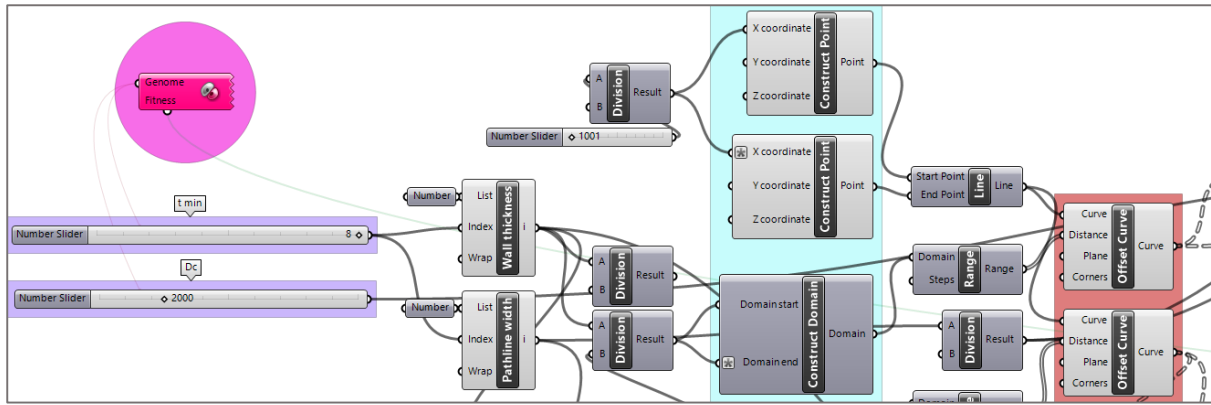 Genome
Fitness
t min
Number Slider
8
Dc
Number Slider
2000
Number
List
Index
Wrap
Wall thickness
i
Number
List
Index
Wrap
Pathline width
i
A
B
Division
Result
Number Slider
1001
A
B
Division
Result
A
B
Division
Result
X coordinate
Y coordinate
Z coordinate
Construct Point
Point
X coordinate
Y coordinate
Z coordinate
Construct Point
Point
Domain start
Domain end
Construct Domain
Domain
Start Point
End Point
Line
Line
Domain
Steps
Range
Range
A
B
Division
Result
Curve
Distance
Plane
Corners
Offset Curve
Curve
Curve
Distance
Plane
Corners
Offset Curve
Curve